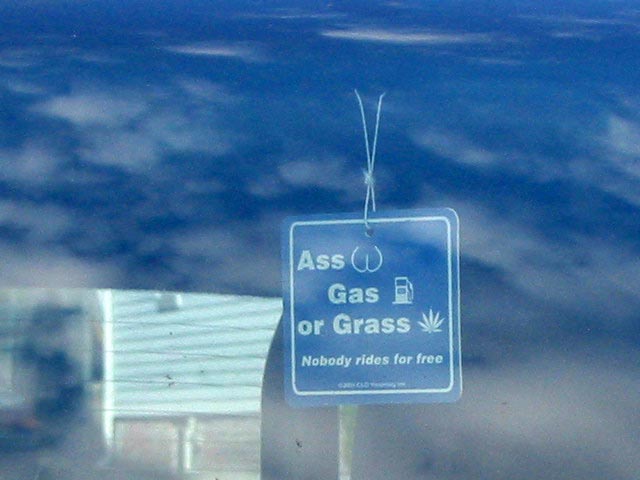 Ass
Gas
or Grass
Nobody rides for free